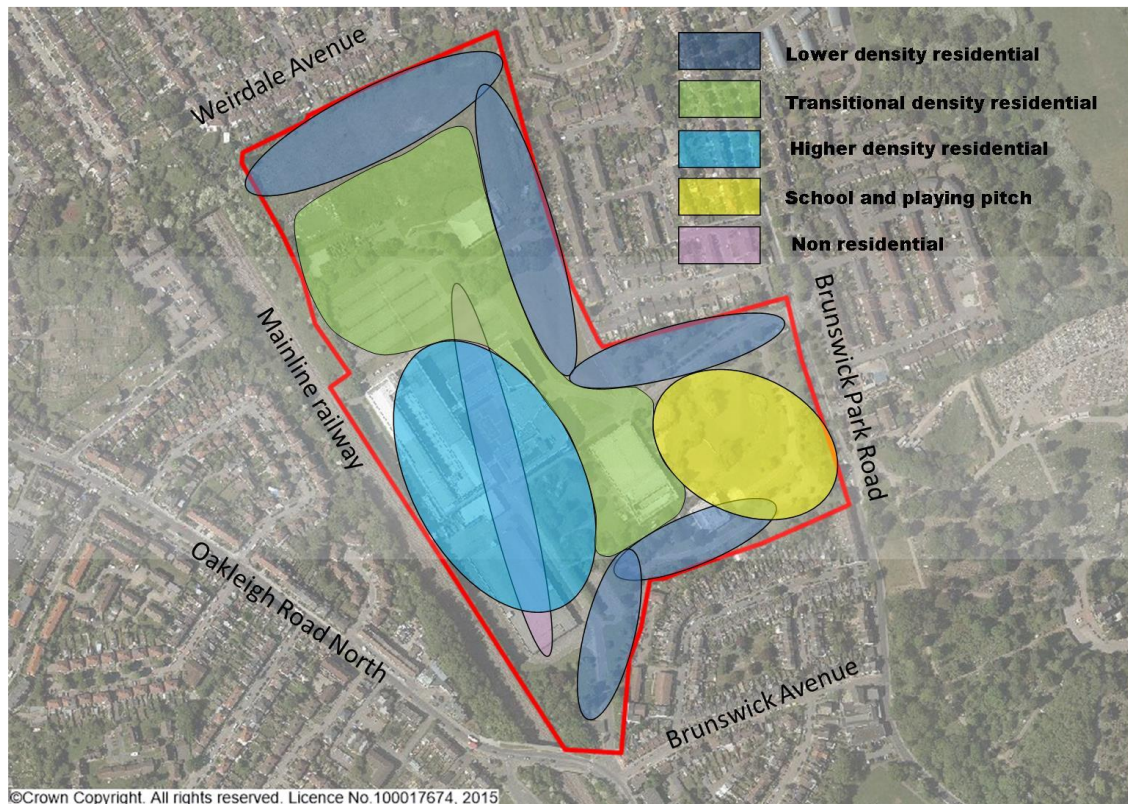 Weirdale Avenue
Lower density residential
Transitional density residential
Higher density residential
School and playing pitch
Non residential
Mainline railway
Brunswick Park Road
Oakleigh Road North
Brunswick Avenue
©Crown Copyright. All rights reserved. Licence No.100017674, 2015